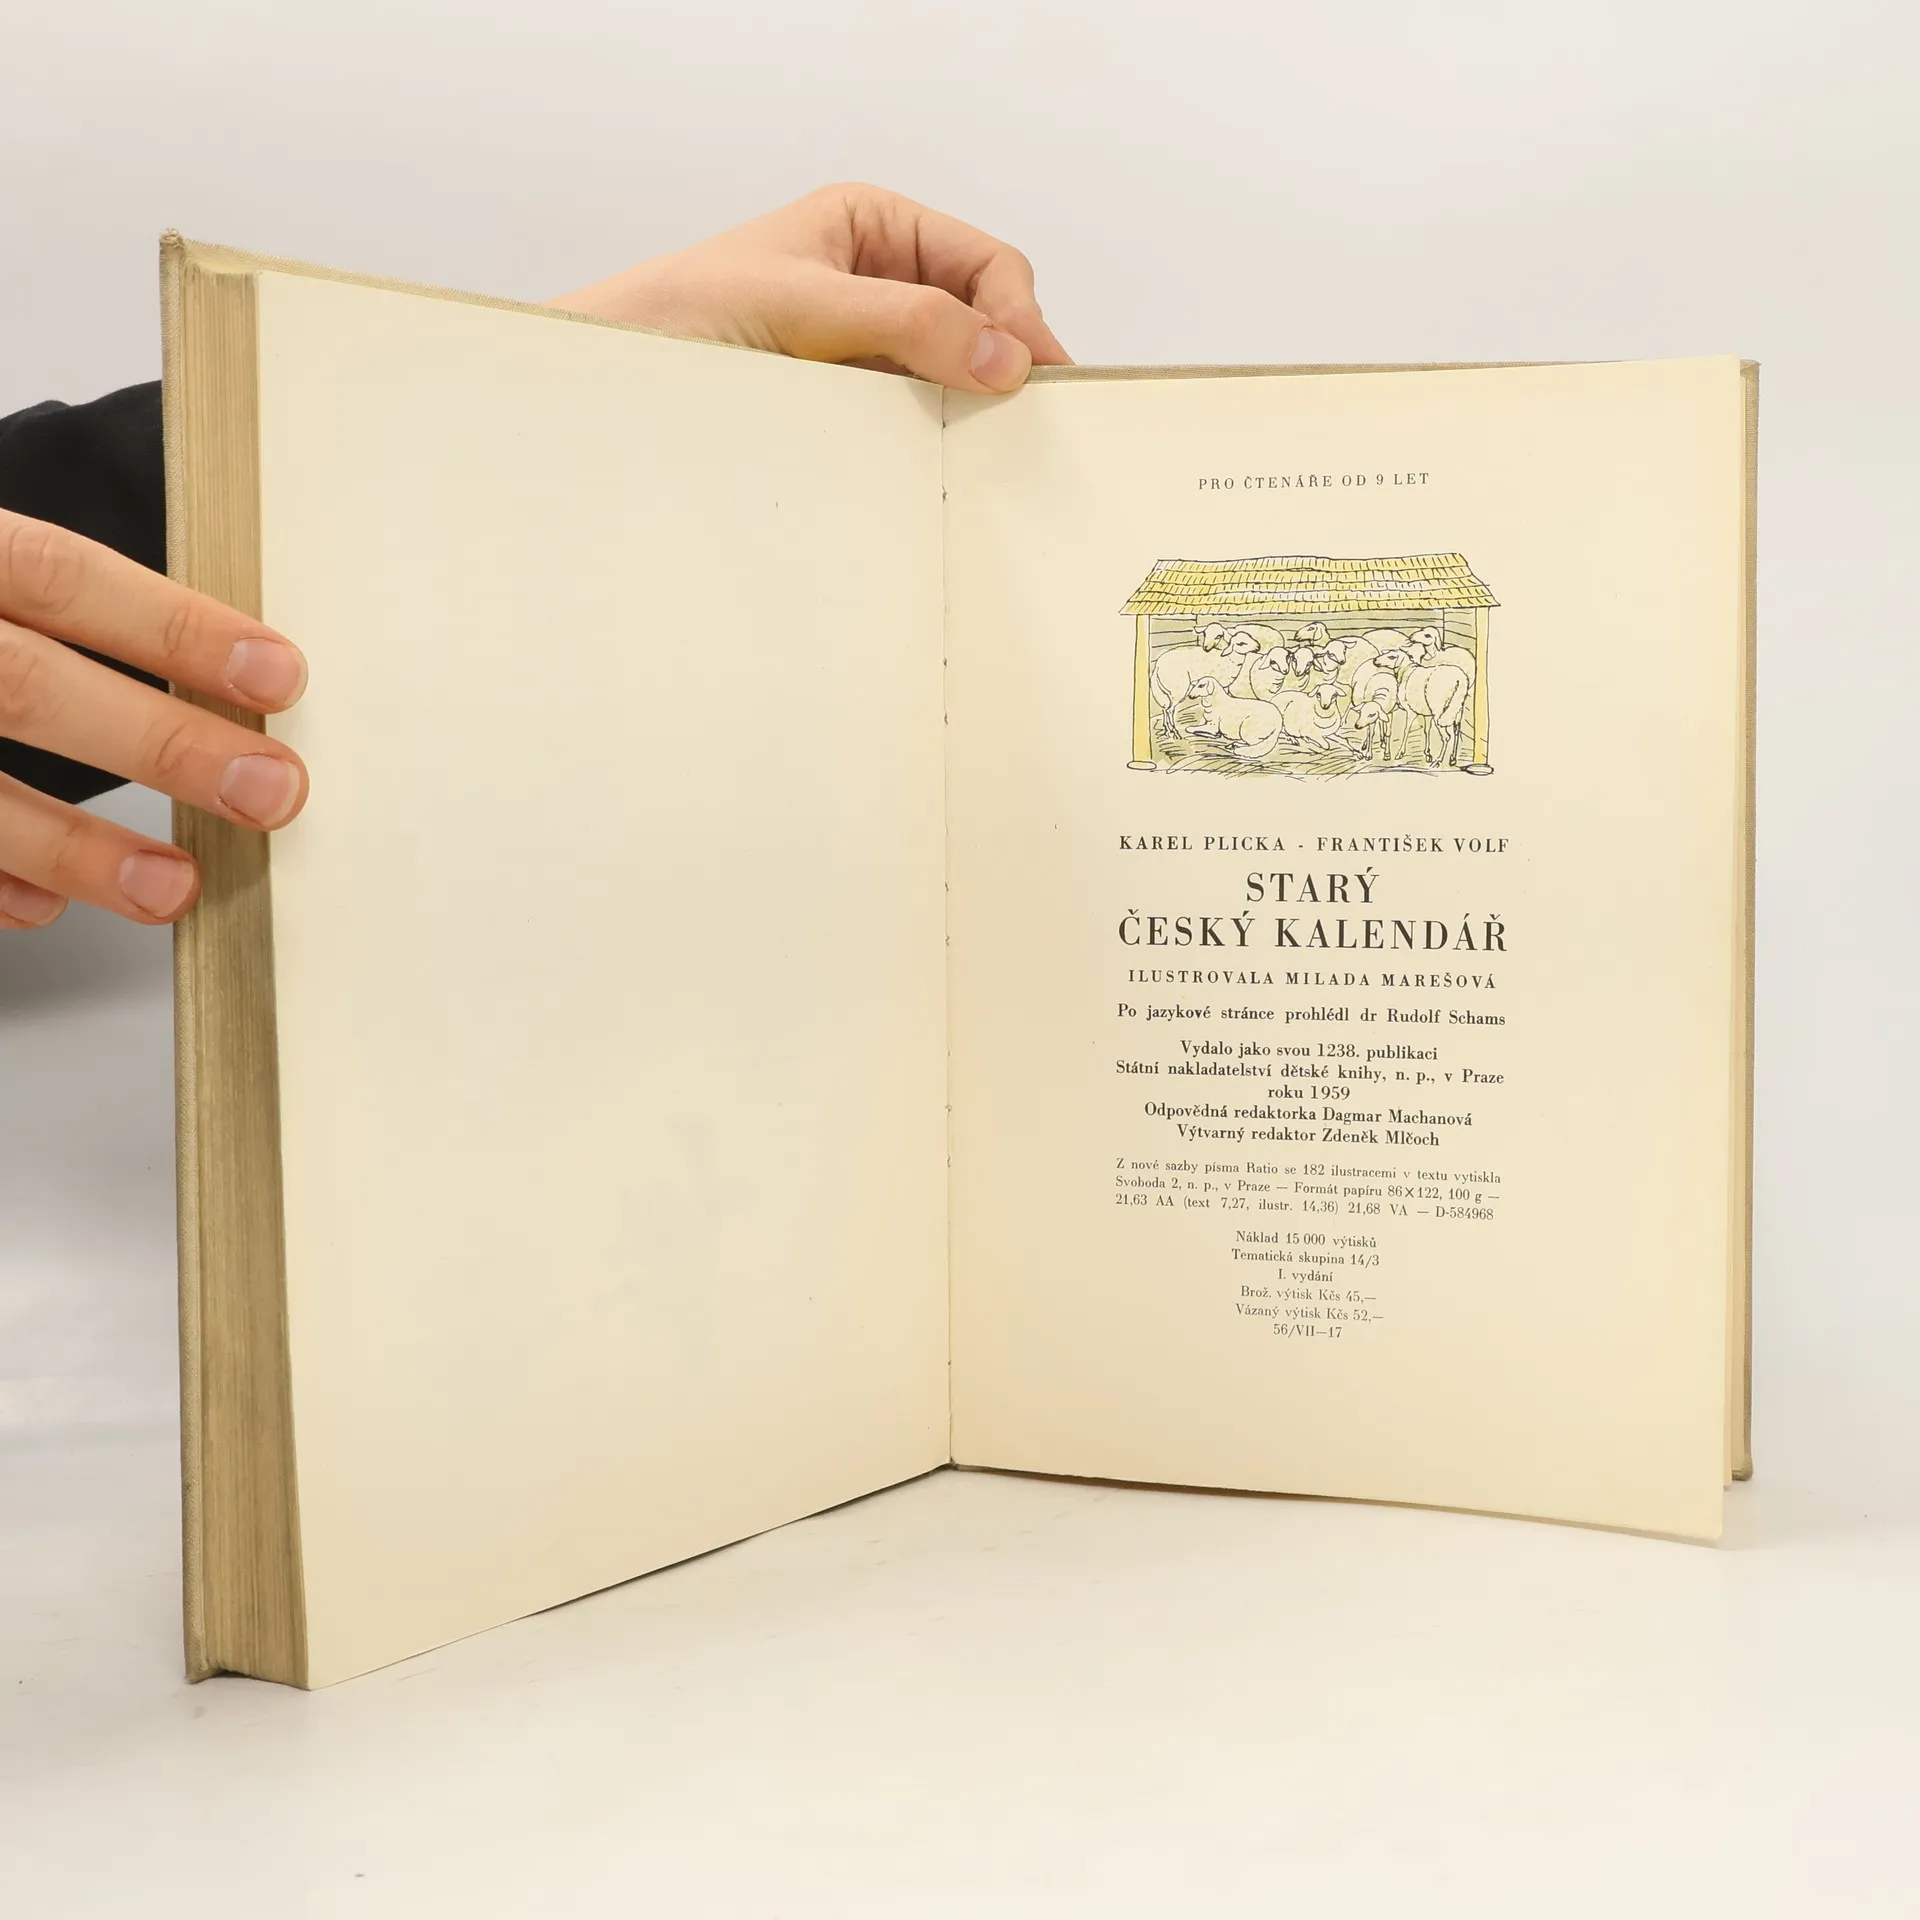 PRO ČTENÁŘE OD 9 LET
KAREL PLICKA - FRANTIŠEK VOLF
STARÝ
ČESKÝ KALENDÁŘ
ILUSTROVALA MILADA MAREŠOVÁ
Po jazykové stránce prohlédl dr Rudolf Schams
Vydalo jako svou 1238. publikaci
Státní nakladatelství dětské knihy, n. p., v Praze
roku 1959
Odpovědná redaktorka Dagmar Machanová
Výtvarný redaktor Zdeněk Mlčoch
Z nové sazby písma Ratio se 182 ilustracemi v textu vytiskla
Svoboda 2, n. p., v Praze — Formát papíru 86×122, 100 g —
21,63 AA (text 7,27, ilustr. 14,36) 21,68 VA — D-584968
Náklad 15 000 výtisků
Tematická skupina 14/3
I. vydání
Brož. výtisk Kčs 45,—
Vázaný výtisk Kčs 52,—
56/VII—17